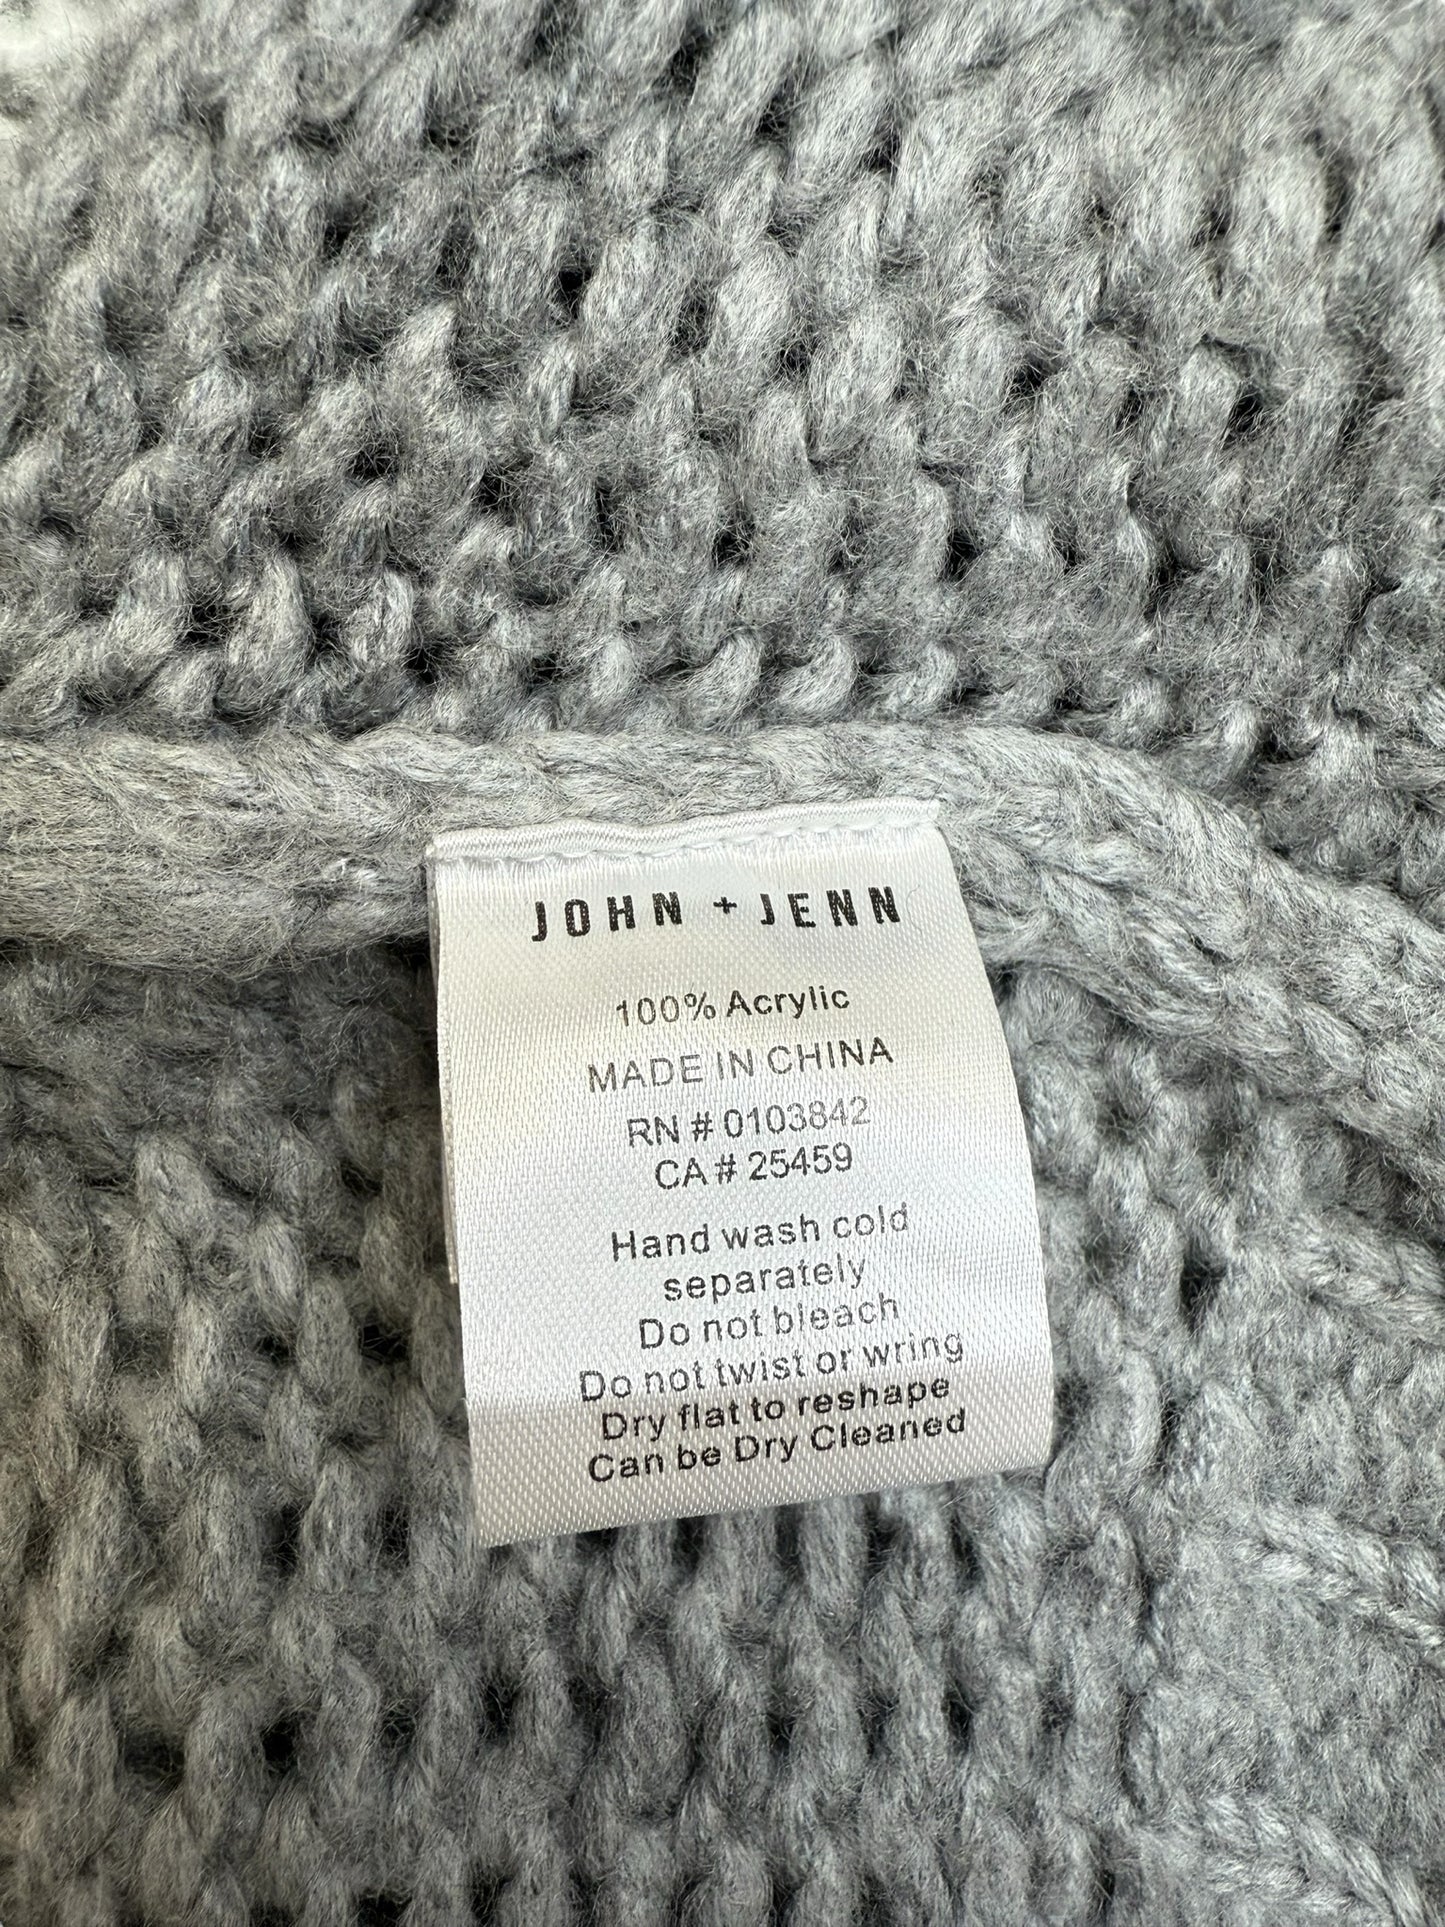 JOHN + JENN
100% Acrylic
MADE IN CHINA
RN # 0103842
CA # 25459
Hand wash cold
separately
Do not bleach
Do not twist or wring
Dry flat to reshape
Can be Dry Cleaned